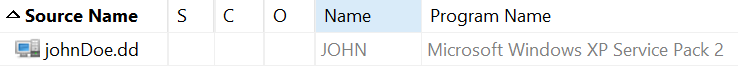 Source Name S C O Name Program Name
johnDoe.dd JOHN Microsoft Windows XP Service Pack 2